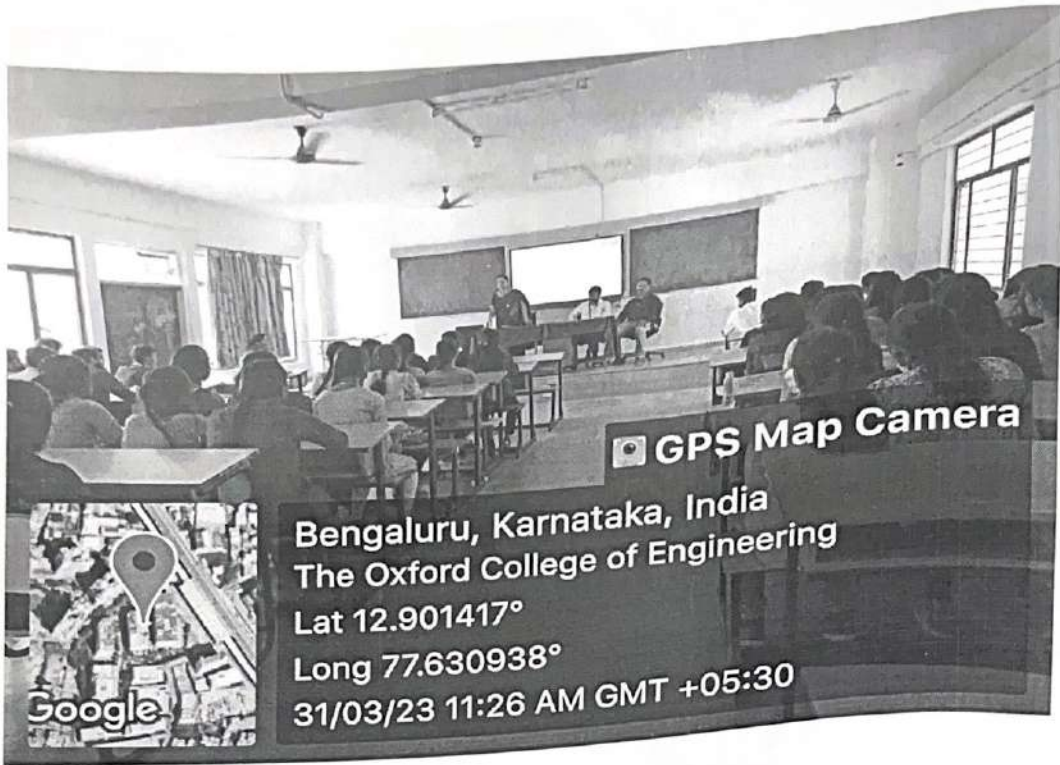 GPS Map Camera
Bengaluru, Karnataka, India
The Oxford College of Engineering
Lat 12.901417°
Long 77.630938°
31/03/23 11:26 AM GMT +05:30
Google